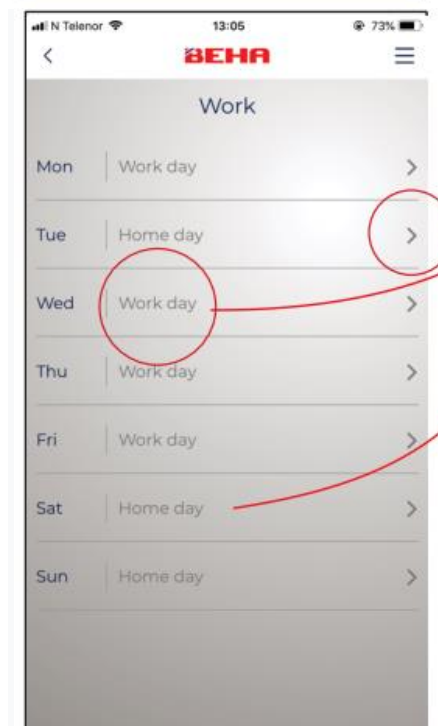 N Telenor 13:05 73%
BEHA
Work
Mon Work day
Tue Home day
Wed Work day
Thu Work day
Fri Work day
Sat Home day
Sun Home day